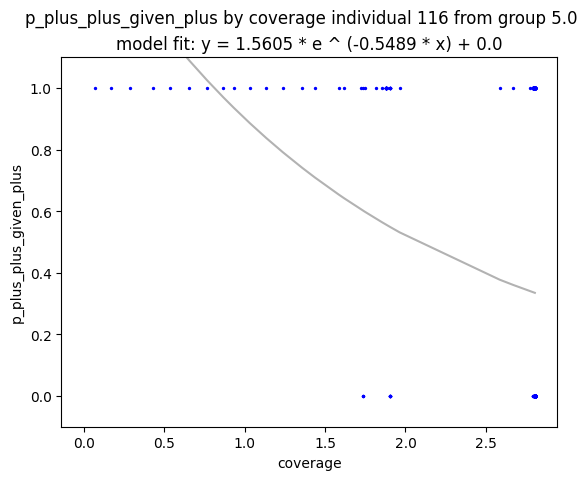 p_plus_plus_given_plus by coverage individual 116 from group 5.0
model fit: y = 1.5605 * e ^ (-0.5489 * x) + 0.0
1.0
0.8
0.6
0.4
0.2
0.0
p_plus_plus_given_plus
0.0 0.5 1.0 1.5 2.0 2.5
coverage